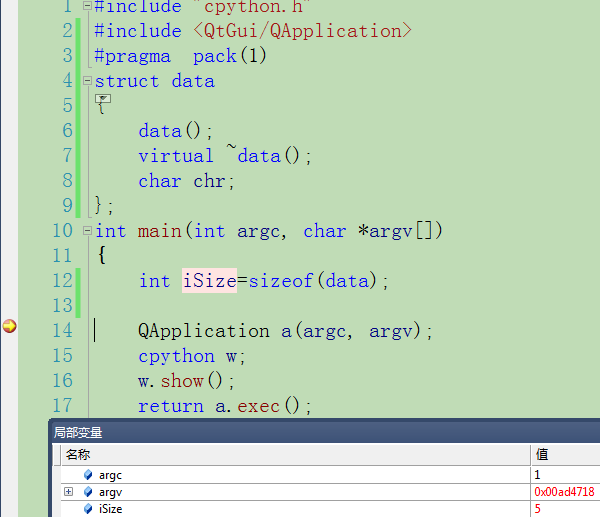 1 #include "cpython.h"
2 #include <QtGui/QApplication>
3 #pragma  pack(1)
4 struct data
5 {
6     data();
7     virtual ~data();
8     char chr;
9 };
10 int main(int argc, char *argv[])
11 {
12     int iSize=sizeof(data);
13
14     QApplication a(argc, argv);
15     cpython w;
16     w.show();
17     return a.exec();
局部变量
名称 值
argc 1
argv 0x00ad4718
iSize 5